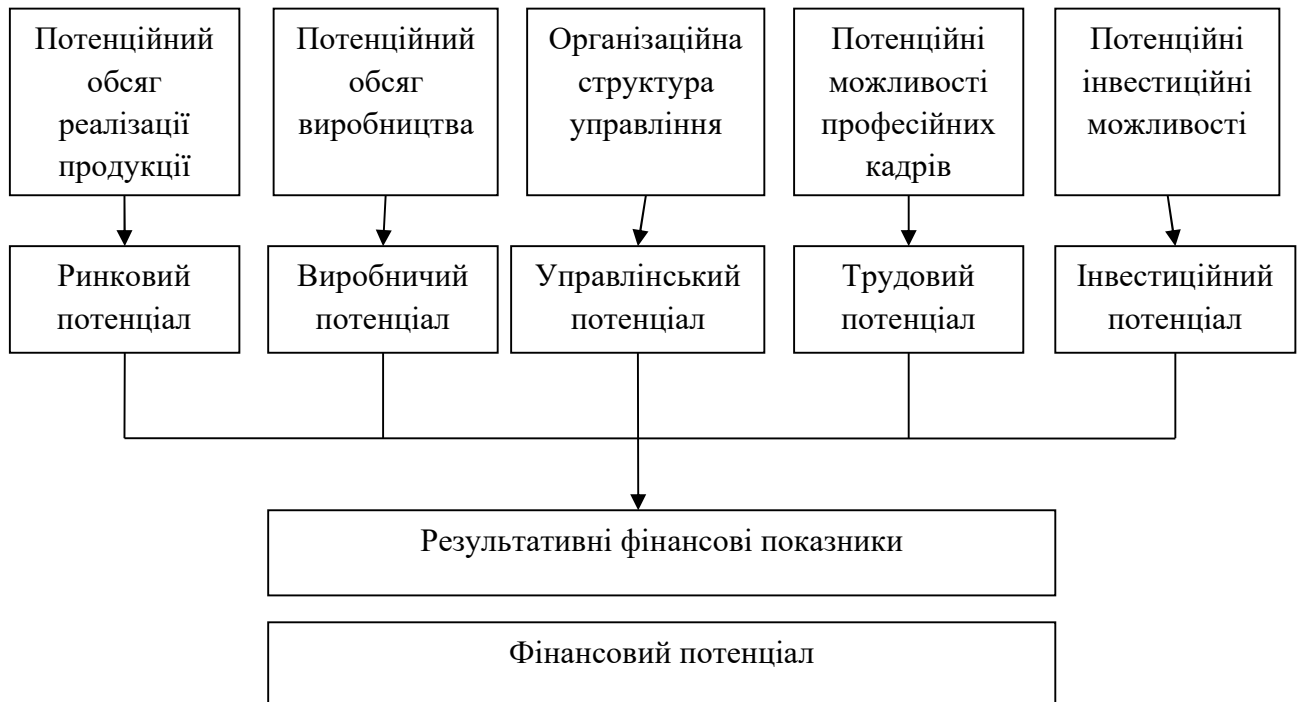 Потенційний
обсяг
реалізації
продукції
Потенційний
обсяг
виробництва
Організаційна
структура
управління
Потенційні
можливості
професійних
кадрів
Потенційні
інвестиційні
можливості
Ринковий
потенціал
Виробничий
потенціал
Управлінський
потенціал
Трудовий
потенціал
Інвестиційний
потенціал
Результативні фінансові показники
Фінансовий потенціал